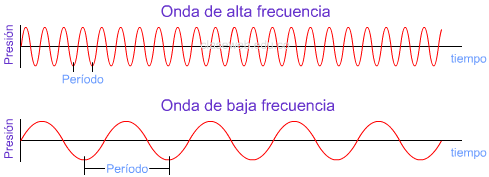 Onda de alta frecuencia
Presión
tiempo
Período
Onda de baja frecuencia
Presión
tiempo
Período